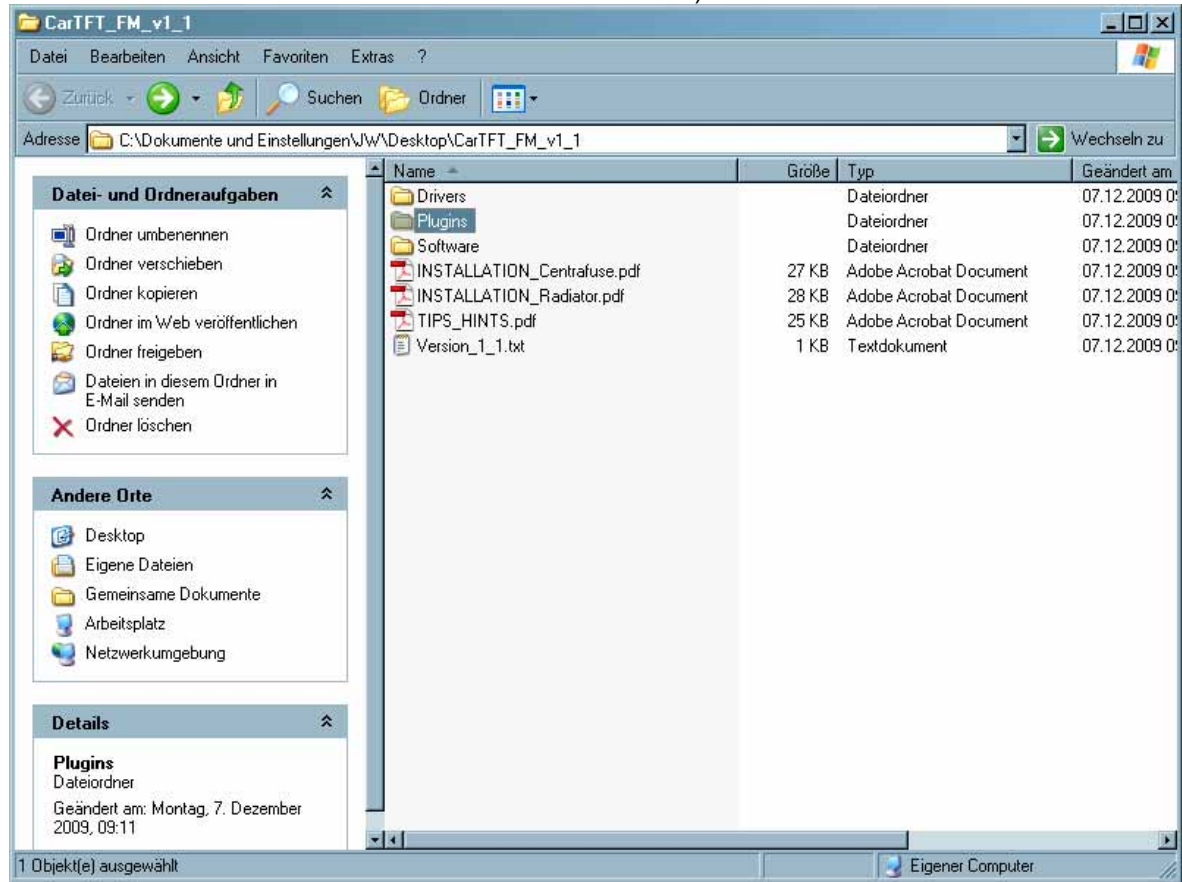 CarTFT_FM_v1_1
Datei Bearbeiten Ansicht Favoriten Extras ?
Zurück Suchen Ordner
Adresse C:\Dokumente und Einstellungen\JW\Desktop\CarTFT_FM_v1_1 Wechseln zu
Datei- und Ordneraufgaben
Ordner umbenennen
Ordner verschieben
Ordner kopieren
Ordner im Web veröffentlichen
Ordner freigeben
Dateien in diesem Ordner in
E-Mail senden
Ordner löschen
Andere Orte
Desktop
Eigene Dateien
Gemeinsame Dokumente
Arbeitsplatz
Netzwerkumgebung
Details
Plugins
Dateiordner
Geändert am: Montag, 7. Dezember
2009, 09:11
Name Größe Typ Geändert am
Drivers Dateiordner 07.12.2009
Plugins Dateiordner 07.12.2009
Software Dateiordner 07.12.2009
INSTALLATION_Centrafuse.pdf 27 KB Adobe Acrobat Document 07.12.2009
INSTALLATION_Radiator.pdf 28 KB Adobe Acrobat Document 07.12.2009
TIPS_HINTS.pdf 25 KB Adobe Acrobat Document 07.12.2009
Version_1_1.txt 1 KB Textdokument 07.12.2009
1 Objekt(e) ausgewählt Eigener Computer